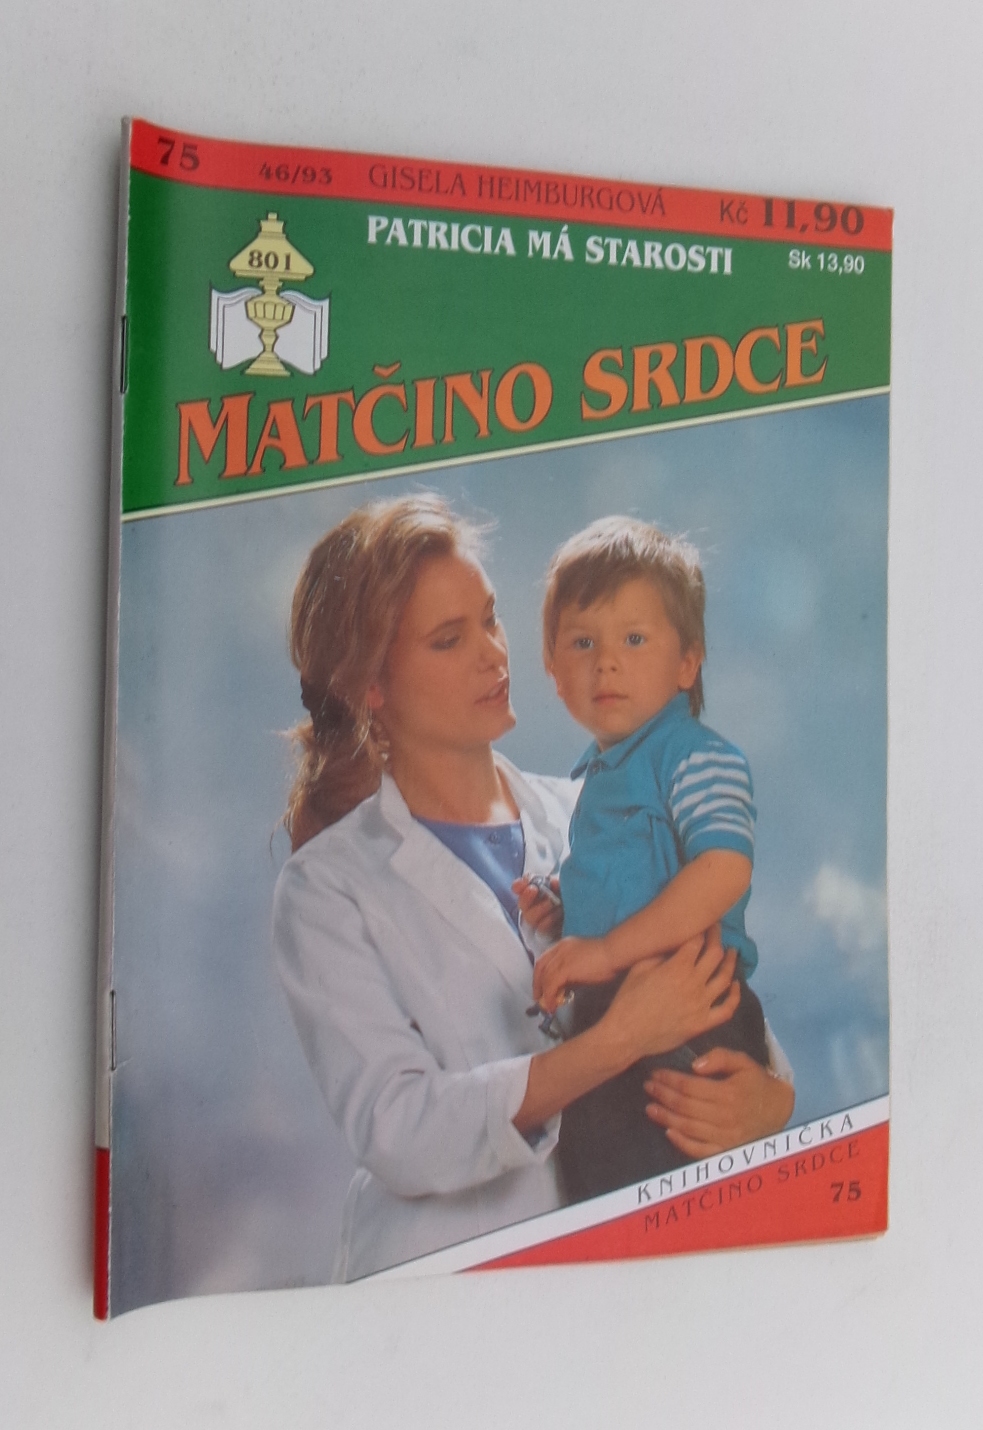 75
46/93
GISELA HEIMBURGOVÁ
Kč 11,90
PATRICIA MÁ STAROSTI
Sk 13,90
801
MATČINO SRDCE
KNIHOVNIČKA
MATČINO SRDCE
75